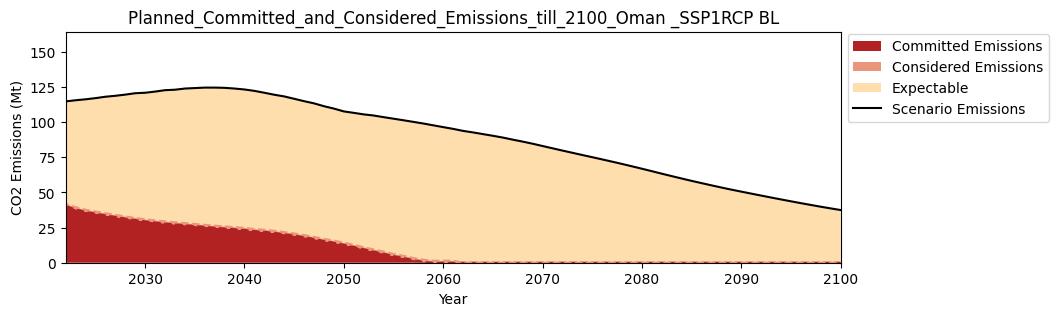 Planned_Committed_and_Considered_Emissions_till_2100_Oman _SSP1RCP BL
150
125
100
75
50
25
0
CO2 Emissions (Mt)
2030 2040 2050 2060 2070 2080 2090 2100
Year
Committed Emissions
Considered Emissions
Expectable
Scenario Emissions